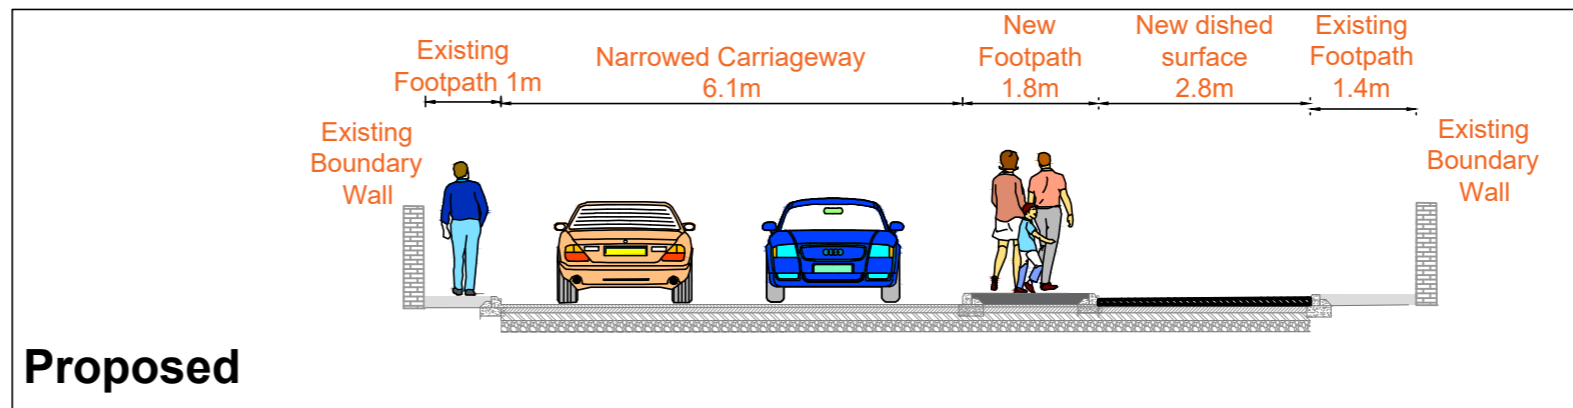 Existing
Footpath 1m
Narrowed Carriageway
6.1m
New
Footpath
1.8m
New dished
surface
2.8m
Existing
Footpath
1.4m
Existing
Boundary
Wall
Existing
Boundary
Wall
Proposed